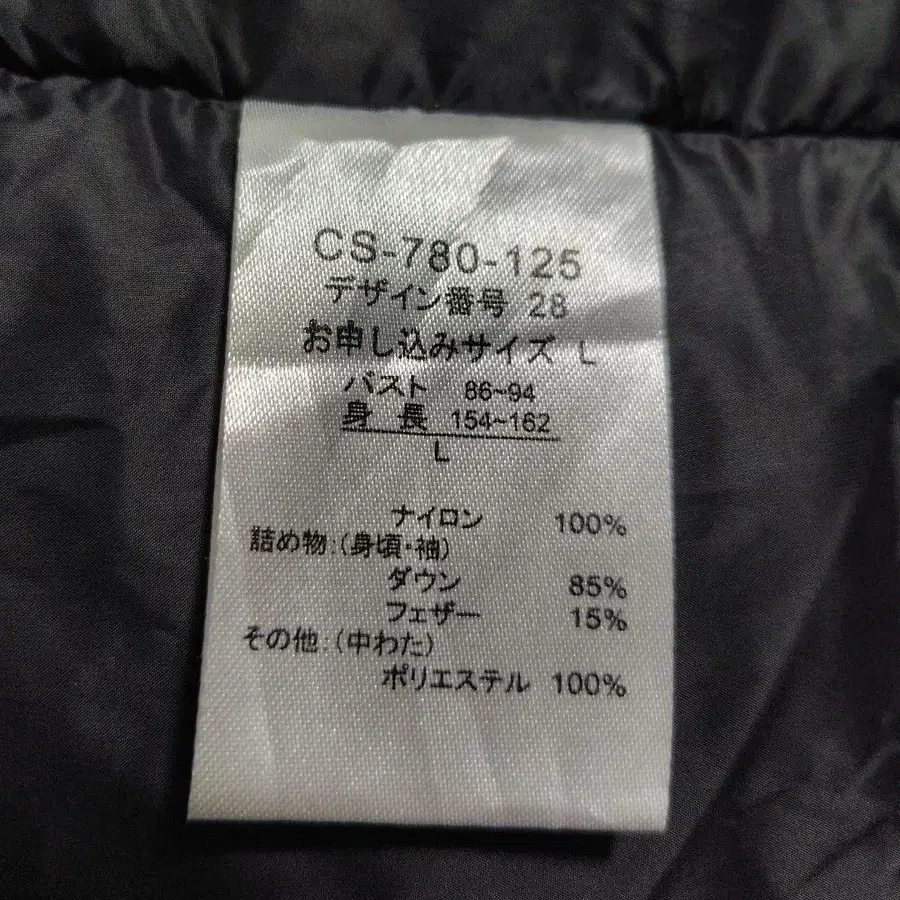 CS-780-125
デザイン番号 28
お申し込みサイズ L
バスト 86~94
身 長 154~162
L
ナイロン 100%
詰め物:(身頃・袖)
ダウン 85%
フェザー 15%
その他:(中わた)
ポリエステル 100%